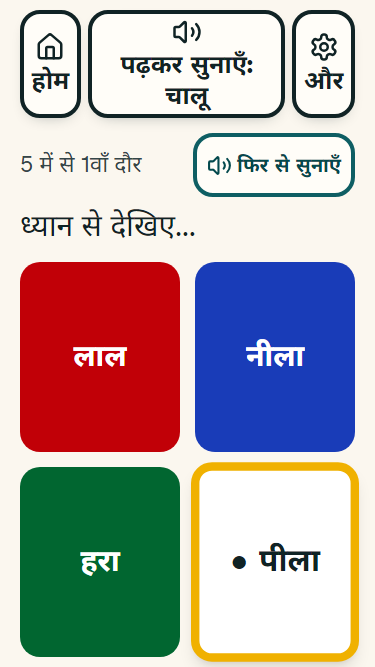 होम
पढ़कर सुनाएँ:
चालू
और
5 में से 1वाँ दौर
फिर से सुनाएँ
ध्यान से देखिए...
लाल
नीला
हरा
● पीला